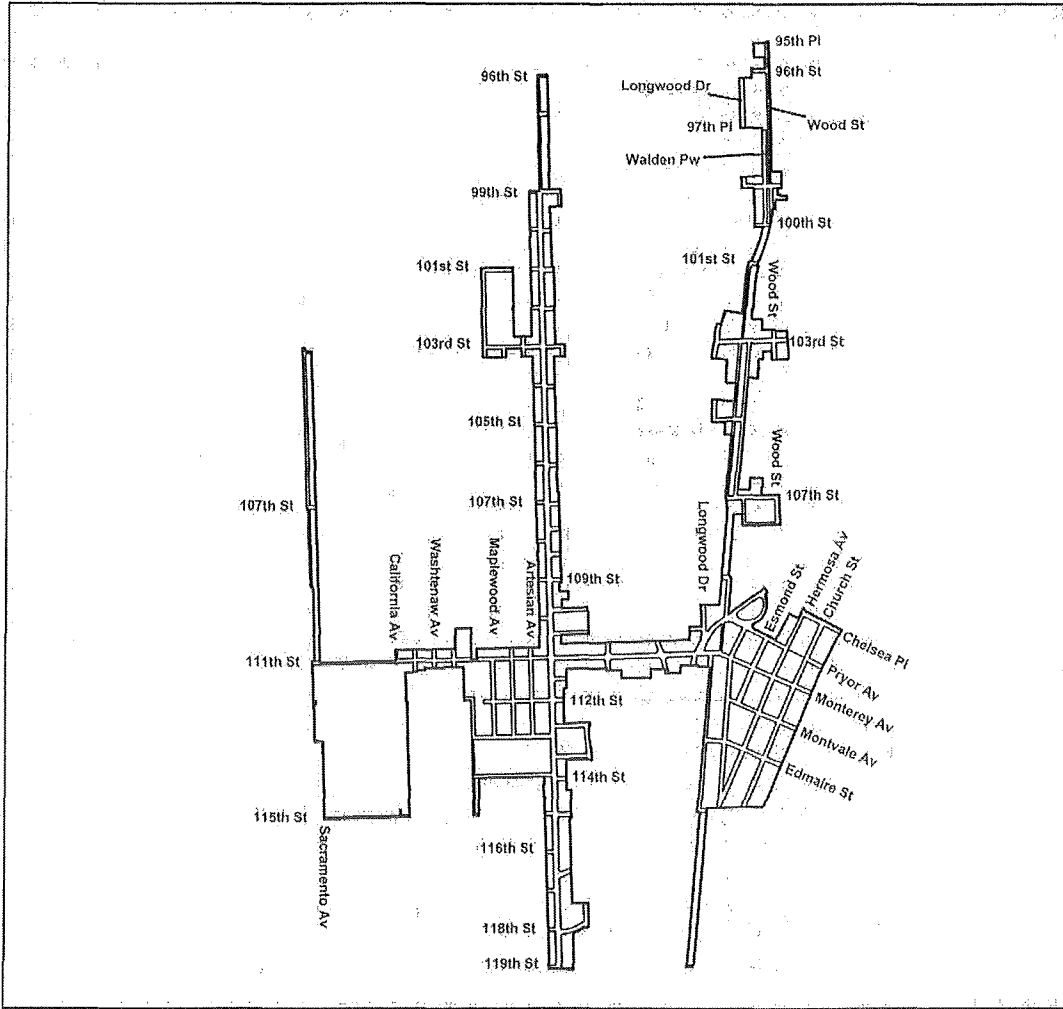 95th Pl
96th St
96th St
Longwood Dr
Wood St
97th Pl
Walden Pw
99th St
100th St
101st St
101st St
Wood St
103rd St
103rd St
105th St
Wood St
107th St
107th St
107th St
Longwood Dr
California Av
Washtenaw Av
Maplewood Av
Artesian Av
109th St
Esmond St
Hermosa Av
Church St
Chelsea Pl
111th St
Pryor Av
112th St
Monterey Av
Montvale Av
114th St
Edmaire St
115th St
Sacramento Av
116th St
118th St
119th St